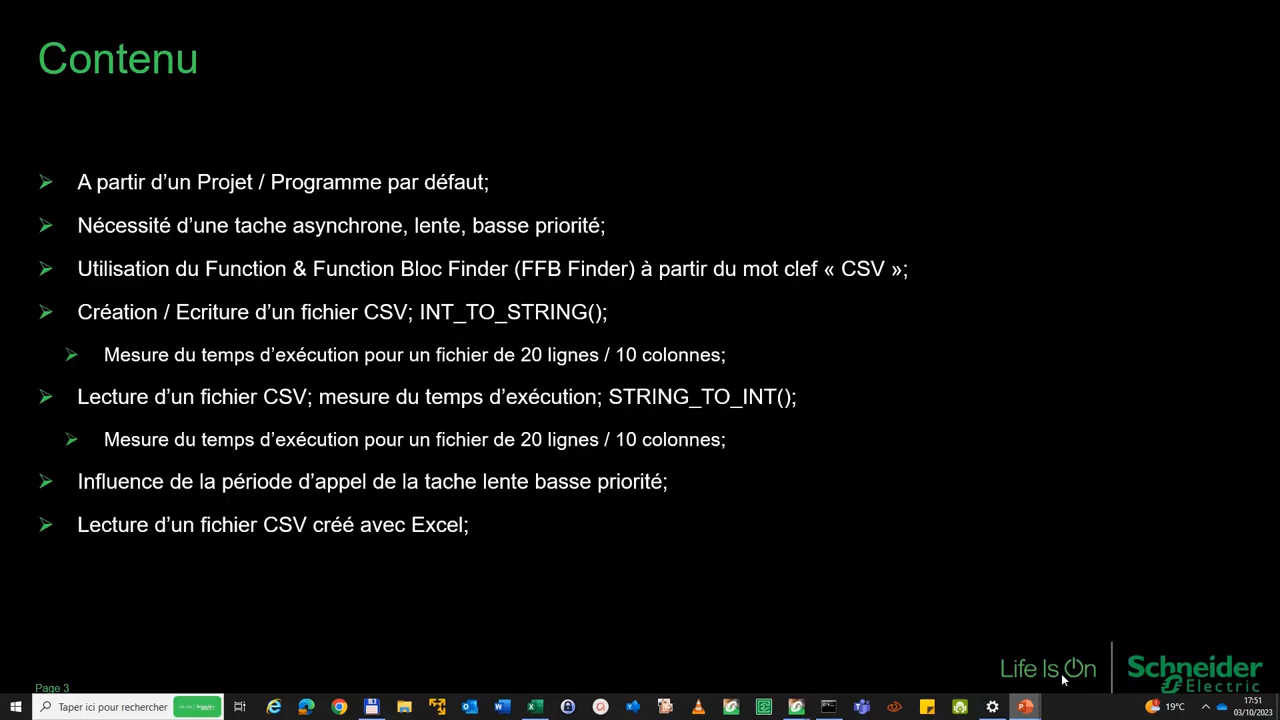 Contenu
A partir d’un Projet / Programme par défaut;
Nécessité d’une tache asynchrone, lente, basse priorité;
Utilisation du Function & Function Bloc Finder (FFB Finder) à partir du mot clef « CSV »;
Création / Ecriture d’un fichier CSV; INT_TO_STRING();
Mesure du temps d’exécution pour un fichier de 20 lignes / 10 colonnes;
Lecture d’un fichier CSV; mesure du temps d’exécution; STRING_TO_INT();
Mesure du temps d’exécution pour un fichier de 20 lignes / 10 colonnes;
Influence de la période d’appel de la tache lente basse priorité;
Lecture d’un fichier CSV créé avec Excel;
Life Is On
Schneider
Electric
Page 3
Taper ici pour rechercher
19°C
17:51
03/10/2023